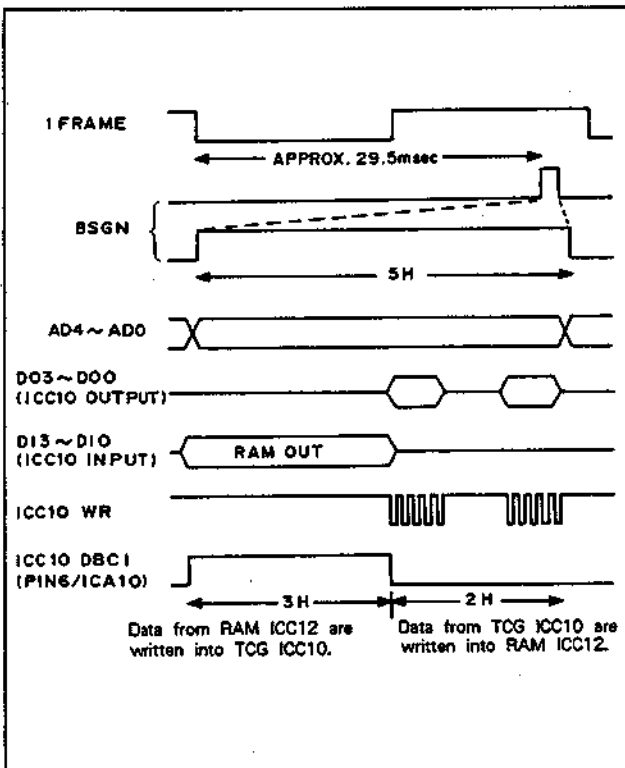 1 FRAME
APPROX. 29.5msec
BSGN
5H
AD4~AD0
DO3~DO0
(ICC10 OUTPUT)
DI3~DI0
(ICC10 INPUT)
RAM OUT
ICC10 WR
ICC10 DBCI
(PIN6/ICA10)
3H
2H
Data from RAM ICC12 are
written into TCG ICC10.
Data from TCG ICC10 are
written into RAM ICC12.